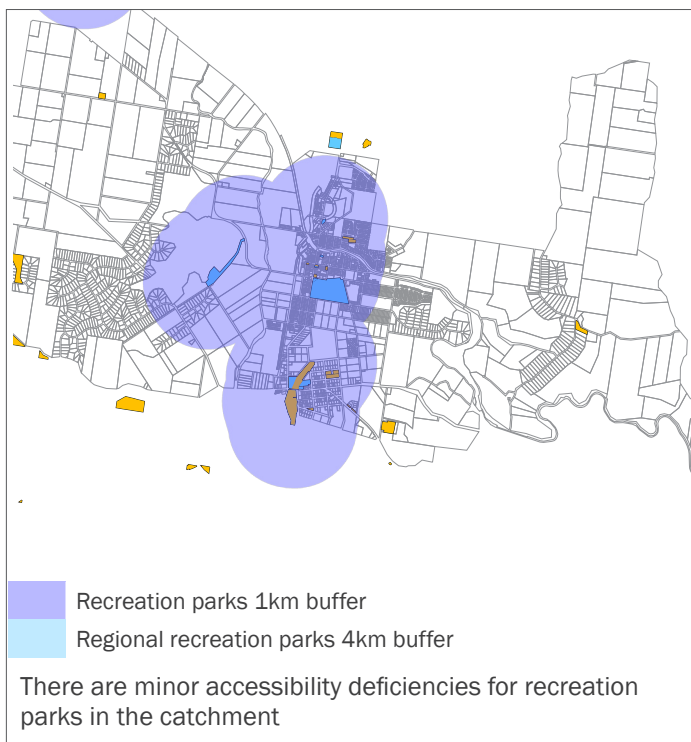 Recreation parks 1km buffer
Regional recreation parks 4km buffer
There are minor accessibility deficiencies for recreation
parks in the catchment